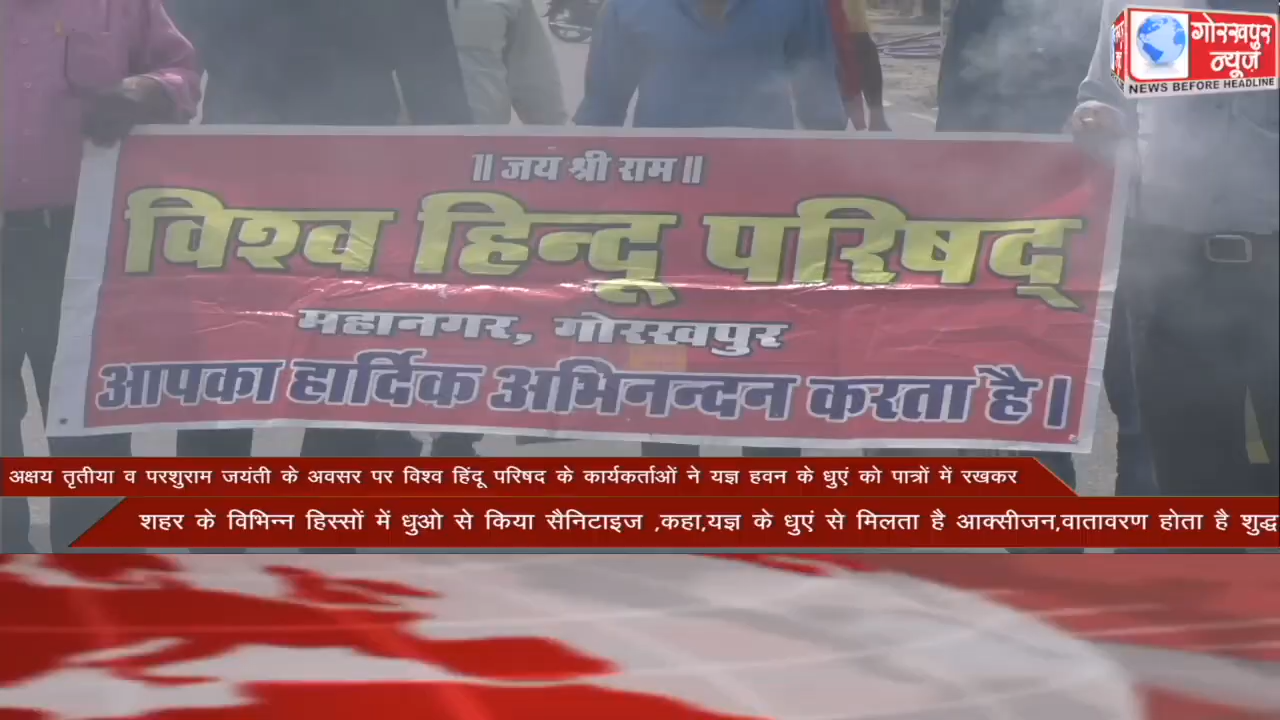 गोरखपुर
न्यूज़
NEWS BEFORE HEADLINE
॥ जय श्री राम ॥
विश्व हिन्दू परिषद्
महानगर, गोरखपुर
आपका हार्दिक अभिनन्दन करता है।
अक्षय तृतीया व परशुराम जयंती के अवसर पर विश्व हिंदू परिषद के कार्यकर्ताओं ने यज्ञ हवन के धुएं को पात्रों में रखकर
शहर के विभिन्न हिस्सों में धुओ से किया सैनिटाइज ,कहा,यज्ञ के धुएं से मिलता है आक्सीजन,वातावरण होता है शुद्ध